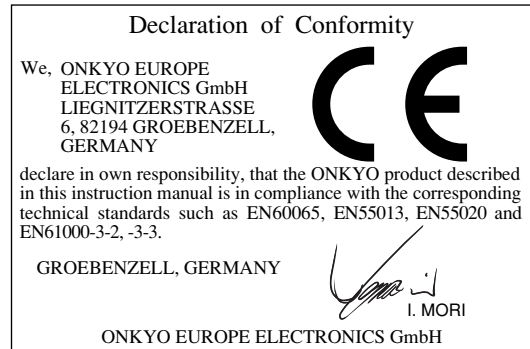 Declaration of Conformity
We, ONKYO EUROPE
ELECTRONICS GmbH
LIEGNITZERSTRASSE
6, 82194 GROEBENZELL,
GERMANY
CE
declare in own responsibility, that the ONKYO product described
in this instruction manual is in compliance with the corresponding
technical standards such as EN60065, EN55013, EN55020 and
EN61000-3-2, -3-3.
GROEBENZELL, GERMANY
I. MORI
ONKYO EUROPE ELECTRONICS GmbH